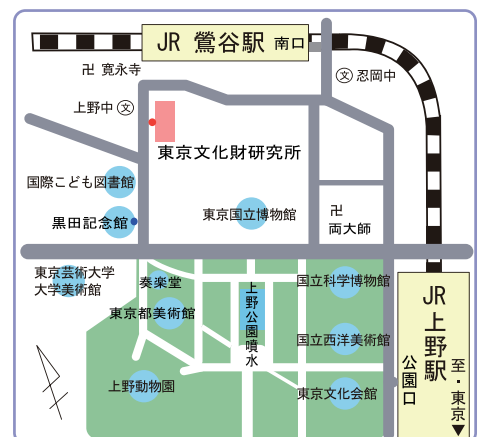 JR 鶯谷駅 南口
卍 寛永寺
文 忍岡中
上野中 文
東京文化財研究所
国際こども図書館
黒田記念館
東京国立博物館
卍
両大師
東京芸術大学
大学美術館
奏楽堂
東京都美術館
上野公園噴水
国立科学博物館
国立西洋美術館
上野動物園
東京文化会館
JR上野駅
公園口
至・東京▼